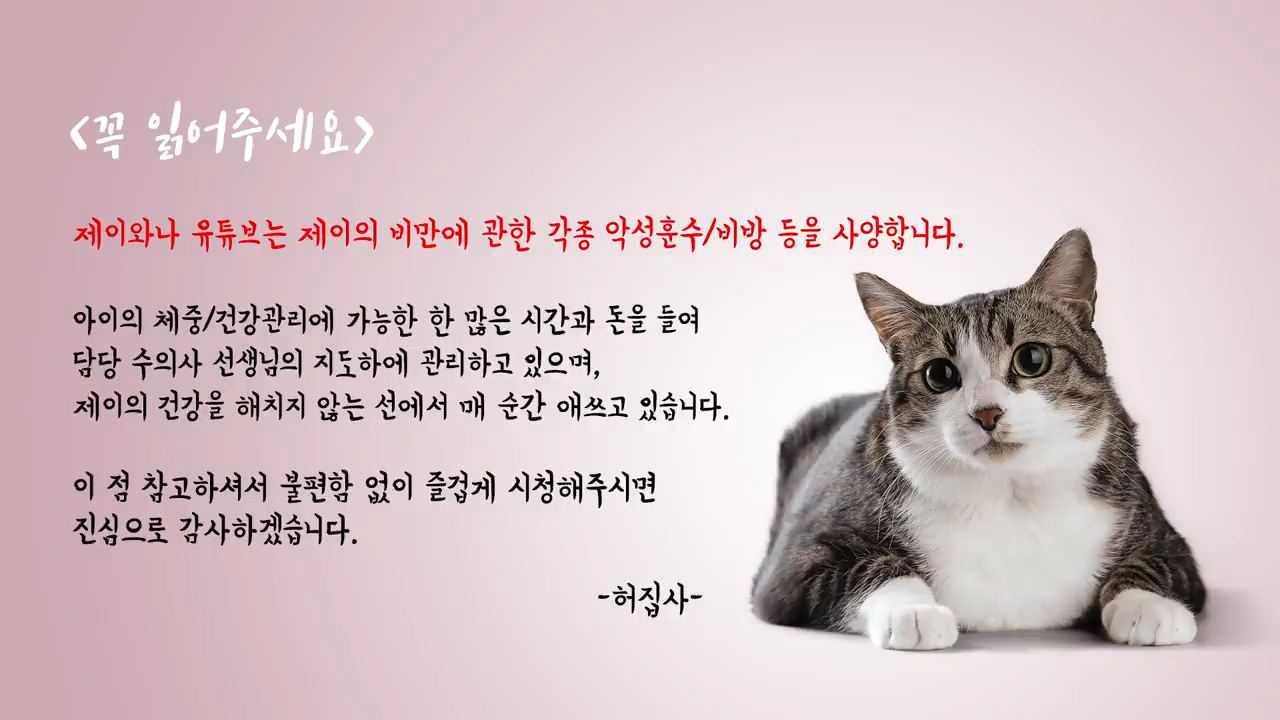 <꼭 읽어주세요>
제이와나 유튜브는 제이의 비만에 관한 각종 악성훈수/비방 등을 사양합니다.
아이의 체중/건강관리에 가능한 한 많은 시간과 돈을 들여
담당 수의사 선생님의 지도하에 관리하고 있으며,
제이의 건강을 해치지 않는 선에서 매 순간 애쓰고 있습니다.
이 점 참고하셔서 불편함 없이 즐겁게 시청해주시면
진심으로 감사하겠습니다.
-허집사-